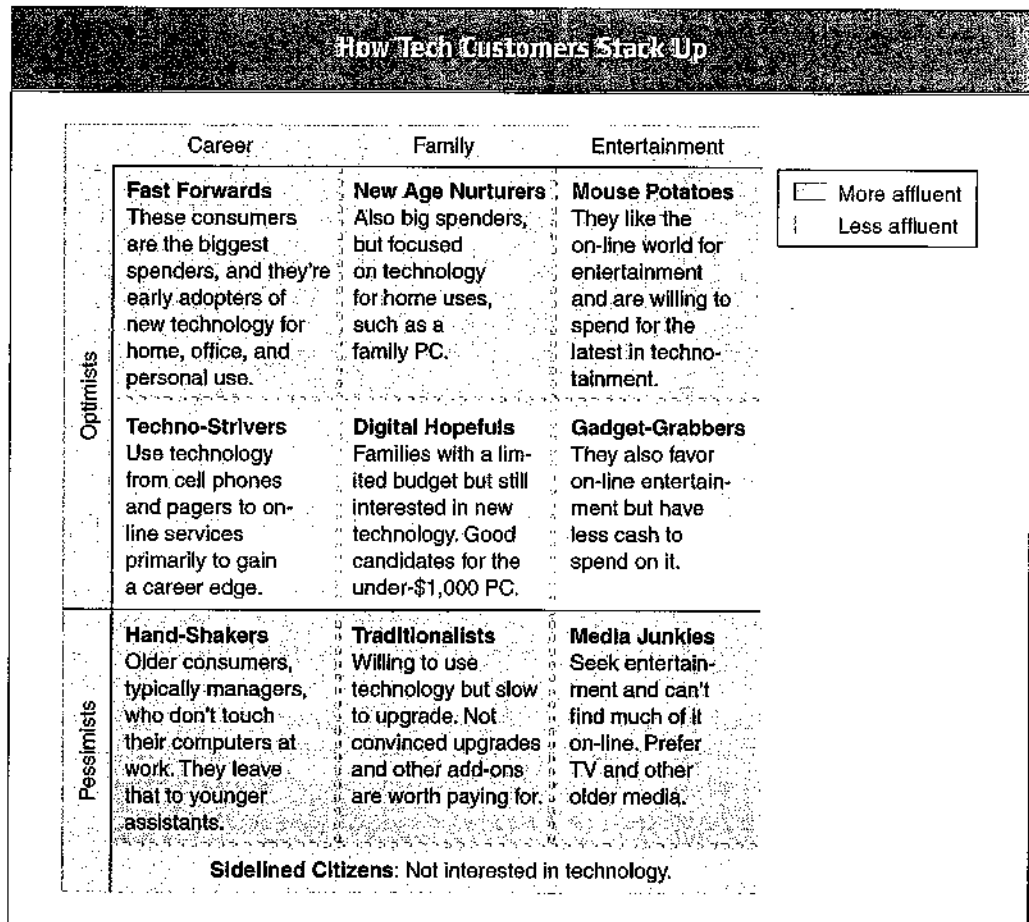 How Tech Customers Stack Up
Career
Family
Entertainment
More affluent
Less affluent
Optimists
Fast Forwards
These consumers
are the biggest
spenders, and they're
early adopters of
new technology for
home, office, and
personal use.
New Age Nurturers
Also big spenders,
but focused
on technology
for home uses,
such as a
family PC.
Mouse Potatoes
They like the
on-line world for
entertainment
and are willing to
spend for the
latest in techno-
tainment.
Techno-Strivers
Use technology
from cell phones
and pagers to on-
line services
primarily to gain
a career edge.
Digital Hopefuls
Families with a lim-
ited budget but still
interested in new
technology. Good
candidates for the
under-$1,000 PC.
Gadget-Grabbers
They also favor
on-line entertain-
ment but have
less cash to
spend on it.
Pessimists
Hand-Shakers
Older consumers,
typically managers,
who don't touch
their computers at
work. They leave
that to younger
assistants.
Traditionalists
Willing to use
technology but slow
to upgrade. Not
convinced upgrades
and other add-ons
are worth paying for.
Media Junkies
Seek entertain-
ment and can't
find much of it
on-line. Prefer
TV and other
older media.
Sidelined Citizens: Not interested in technology.